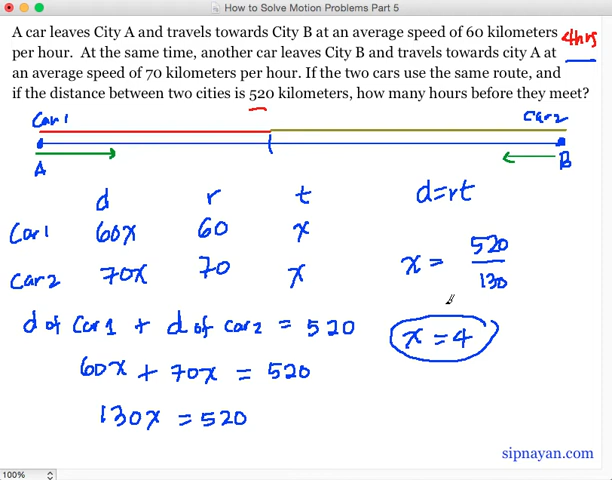 How to Solve Motion Problems Part 5
A car leaves City A and travels towards City B at an average speed of 60 kilometers
4hrs
per hour. At the same time, another car leaves City B and travels towards city A at
an average speed of 70 kilometers per hour. If the two cars use the same route, and
if the distance between two cities is 520 kilometers, how many hours before they meet?
Car 1
Car 2
A
B
d r t
d=rt
Car 1 60x 60 x
Car 2 70x 70 x
x = 520/130
d of Car 1 + d of car 2 = 520
x = 4
60x + 70x = 520
130x = 520
sipnayan.com
100%